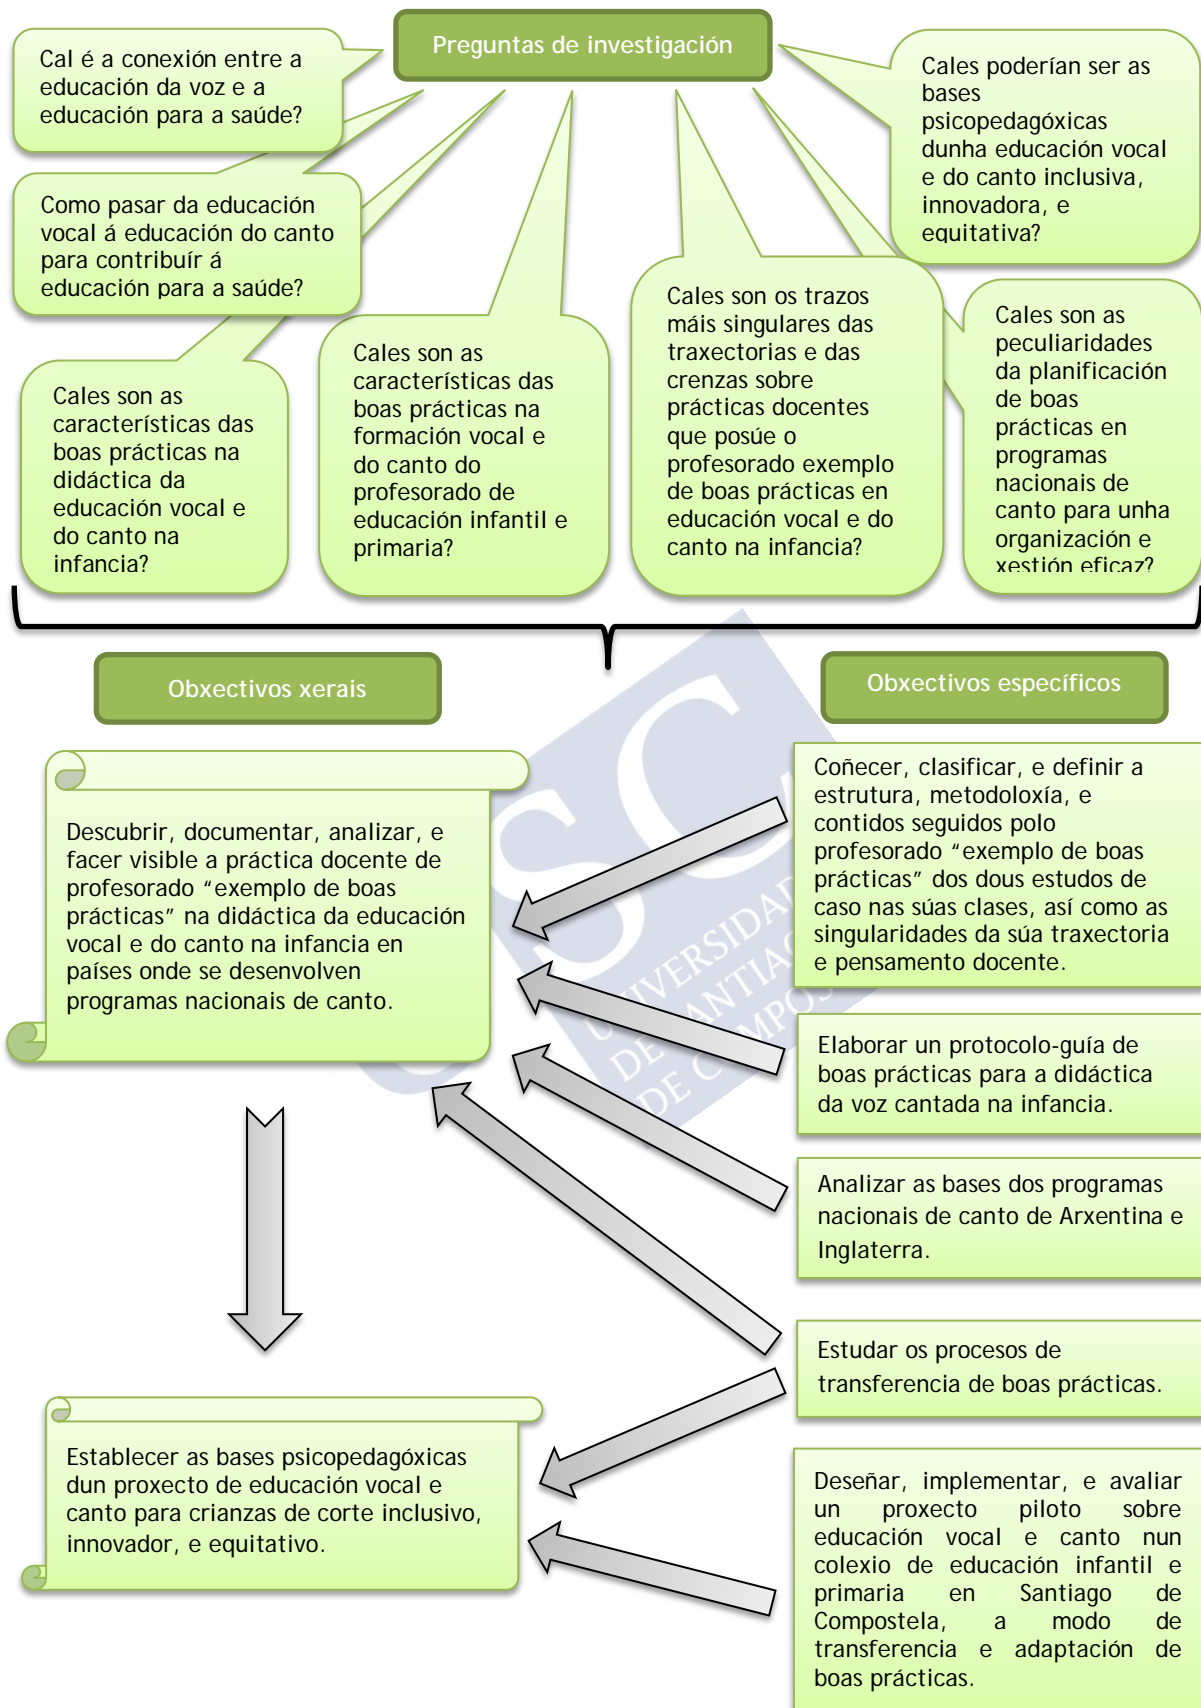 Preguntas de investigación
Cal é a conexión entre a
educación da voz e a
educación para a saúde?
Cales poderían ser as
bases
psicopedagóxicas
dunha educación vocal
e do canto inclusiva,
innovadora, e
equitativa?
Como pasar da educación
vocal á educación do canto
para contribuír á
educación para a saúde?
Cales son as
características das
boas prácticas na
didáctica da
educación vocal e
do canto na
infancia?
Cales son as
características das
boas prácticas na
formación vocal e
do canto do
profesorado de
educación infantil e
primaria?
Cales son os trazos
máis singulares das
traxectorias e das
crenzas sobre
prácticas docentes
que posúe o
profesorado exemplo
de boas prácticas en
educación vocal e do
canto na infancia?
Cales son as
peculiaridades
da planificación
de boas
prácticas en
programas
nacionais de
canto para unha
organización e
xestión eficaz?
Obxectivos xerais
Obxectivos específicos
Descubrir, documentar, analizar, e
facer visible a práctica docente de
profesorado “exemplo de boas
prácticas” na didáctica da educación
vocal e do canto na infancia en
países onde se desenvolven
programas nacionais de canto.
Coñecer, clasificar, e definir a
estrutura, metodoloxía, e
contidos seguidos polo
profesorado “exemplo de boas
prácticas” dos dous estudos de
caso nas súas clases, así como as
singularidades da súa traxectoria
e pensamento docente.
Elaborar un protocolo-guía de
boas prácticas para a didáctica
da voz cantada na infancia.
Analizar as bases dos programas
nacionais de canto de Arxentina e
Inglaterra.
Estudar os procesos de
transferencia de boas prácticas.
Establecer as bases psicopedagóxicas
dun proxecto de educación vocal e
canto para crianzas de corte inclusivo,
innovador, e equitativo.
Deseñar, implementar, e avaliar
un proxecto piloto sobre
educación vocal e canto nun
colexio de educación infantil e
primaria en Santiago de
Compostela, a modo de
transferencia e adaptación de
boas prácticas.